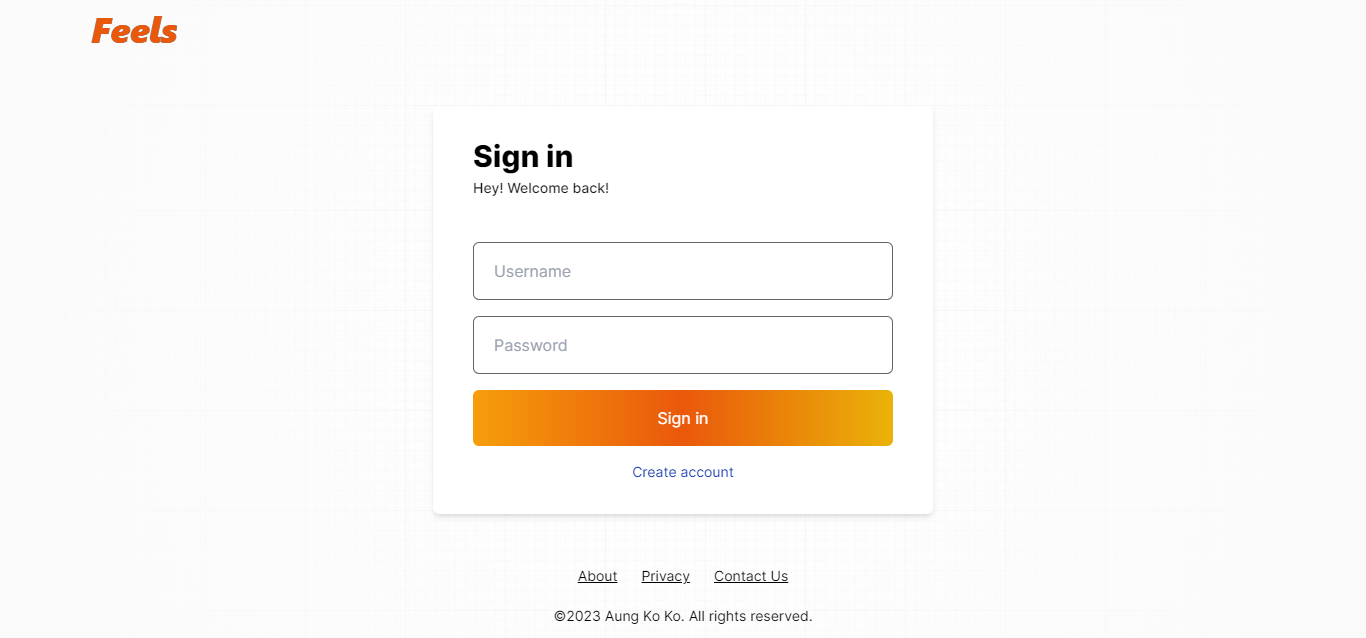 Feels
Sign in
Hey! Welcome back!
Username
Password
Sign in
Create account
About Privacy Contact Us
©2023 Aung Ko Ko. All rights reserved.